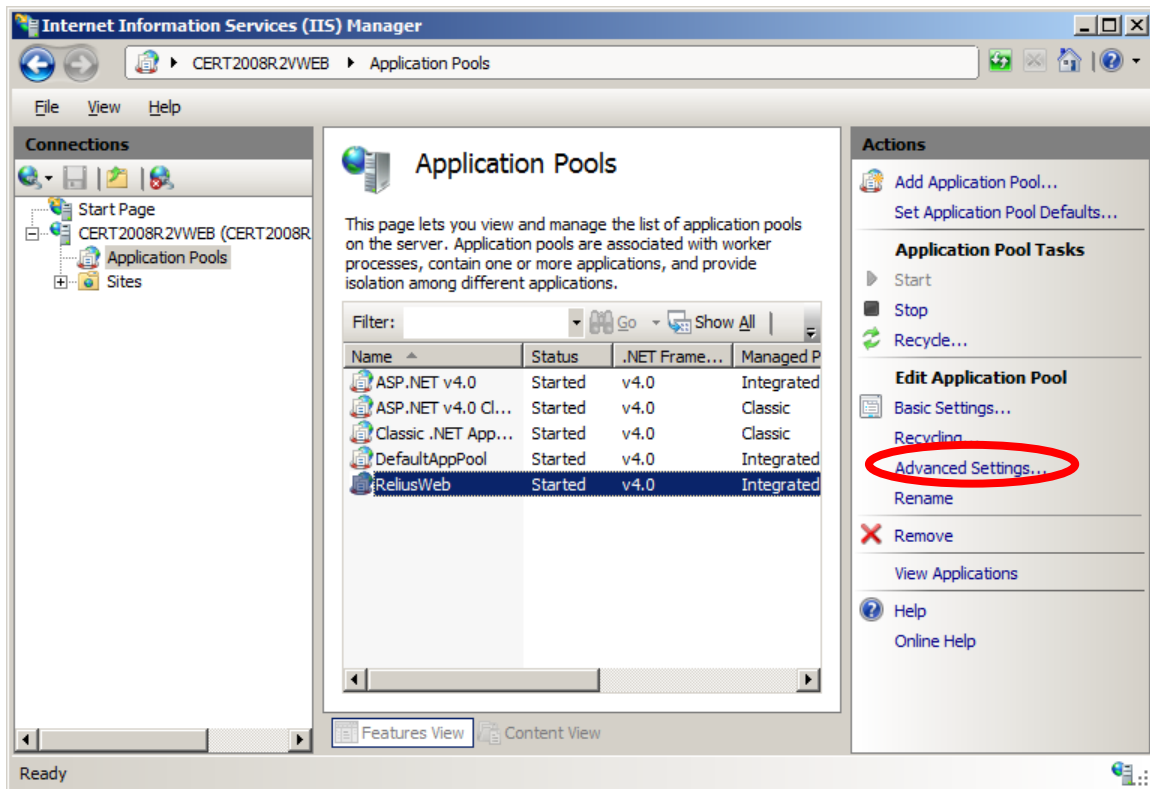 Internet Information Services (IIS) Manager
CERT2008R2VWEB Application Pools
File View Help
Connections
Start Page
CERT2008R2VWEB (CERT2008R
Application Pools
Sites
Application Pools
This page lets you view and manage the list of application pools
on the server. Application pools are associated with worker
processes, contain one or more applications, and provide
isolation among different applications.
Filter: Go Show All
Name Status .NET Frame... Managed P
ASP.NET v4.0 Started v4.0 Integrated
ASP.NET v4.0 Cl... Started v4.0 Classic
Classic .NET App... Started v4.0 Classic
DefaultAppPool Started v4.0 Integrated
ReliusWeb Started v4.0 Integrated
Features View Content View
Actions
Add Application Pool...
Set Application Pool Defaults...
Application Pool Tasks
Start
Stop
Recycle...
Edit Application Pool
Basic Settings...
Recycling...
Advanced Settings...
Rename
Remove
View Applications
Help
Online Help
Ready